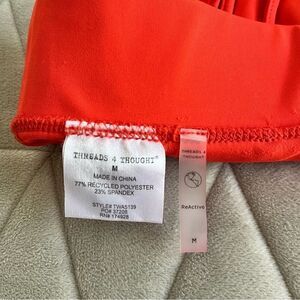 THREADS 4 THOUGHT®
M
MADE IN CHINA
77% RECYCLED POLYESTER
23% SPANDEX
STYLE# TWA5139
PO# 37208
RN# 174928
THREADS 4
THOUGHT
ReActive
M